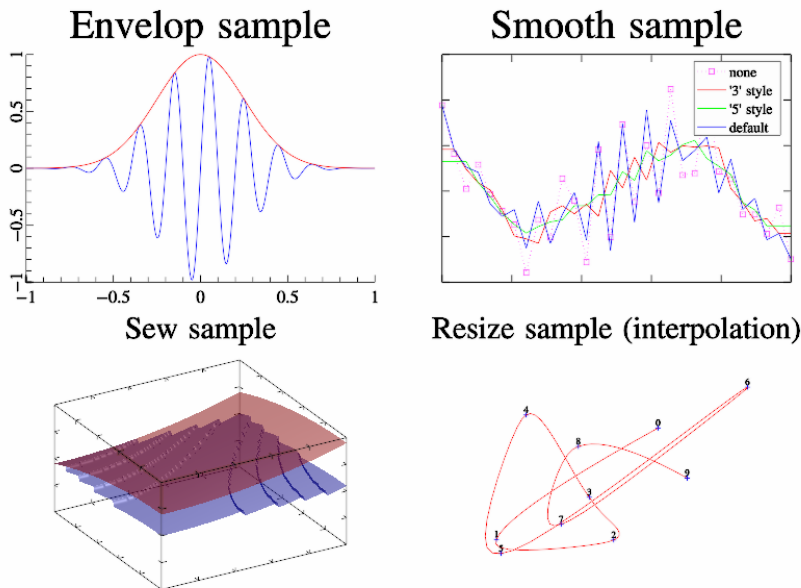 Envelop sample
1
0.5
0
−0.5
−1
−1
−0.5
0
0.5
1
Smooth sample
none
'3' style
'5' style
default
Sew sample
Resize sample (interpolation)
6
4
0
8
9
3
7
1
2
5